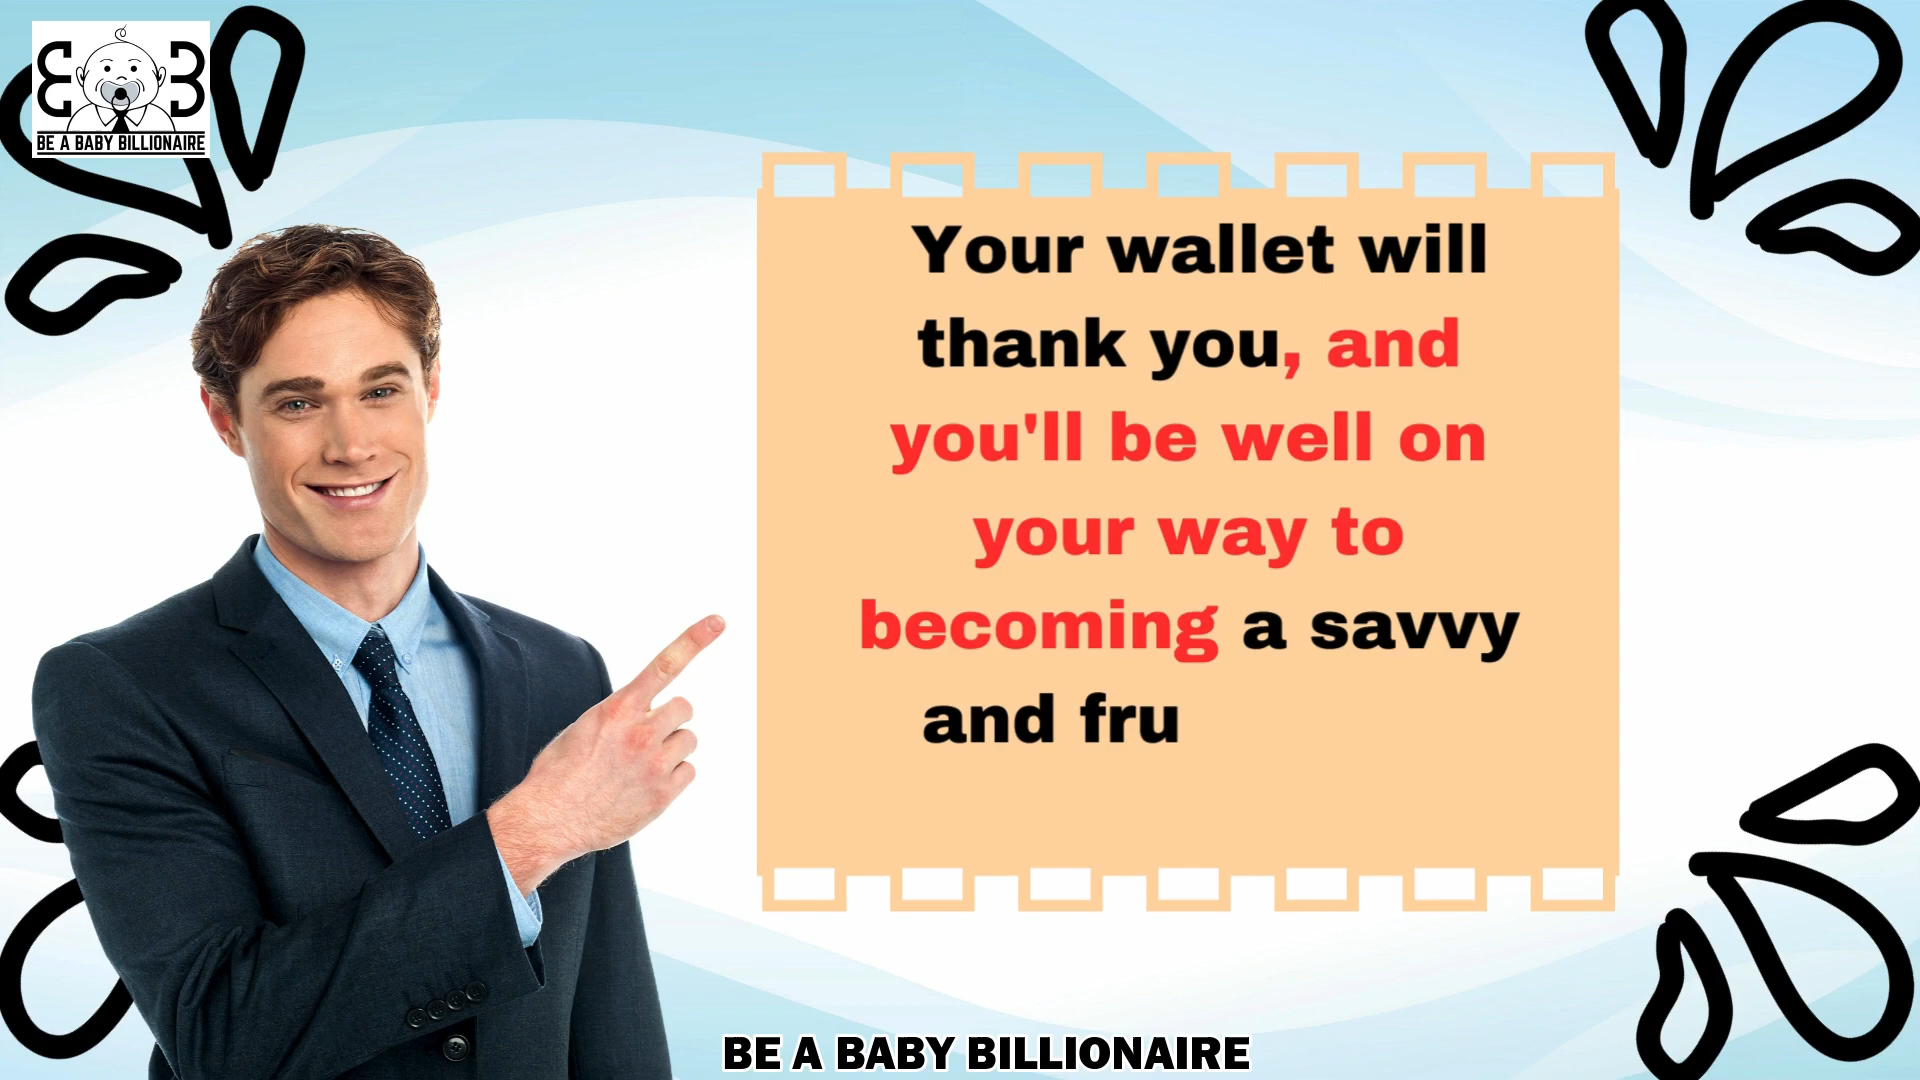 BE A BABY BILLIONAIRE
Your wallet will
thank you, and
you'll be well on
your way to
becoming a savvy
and fru
BE A BABY BILLIONAIRE